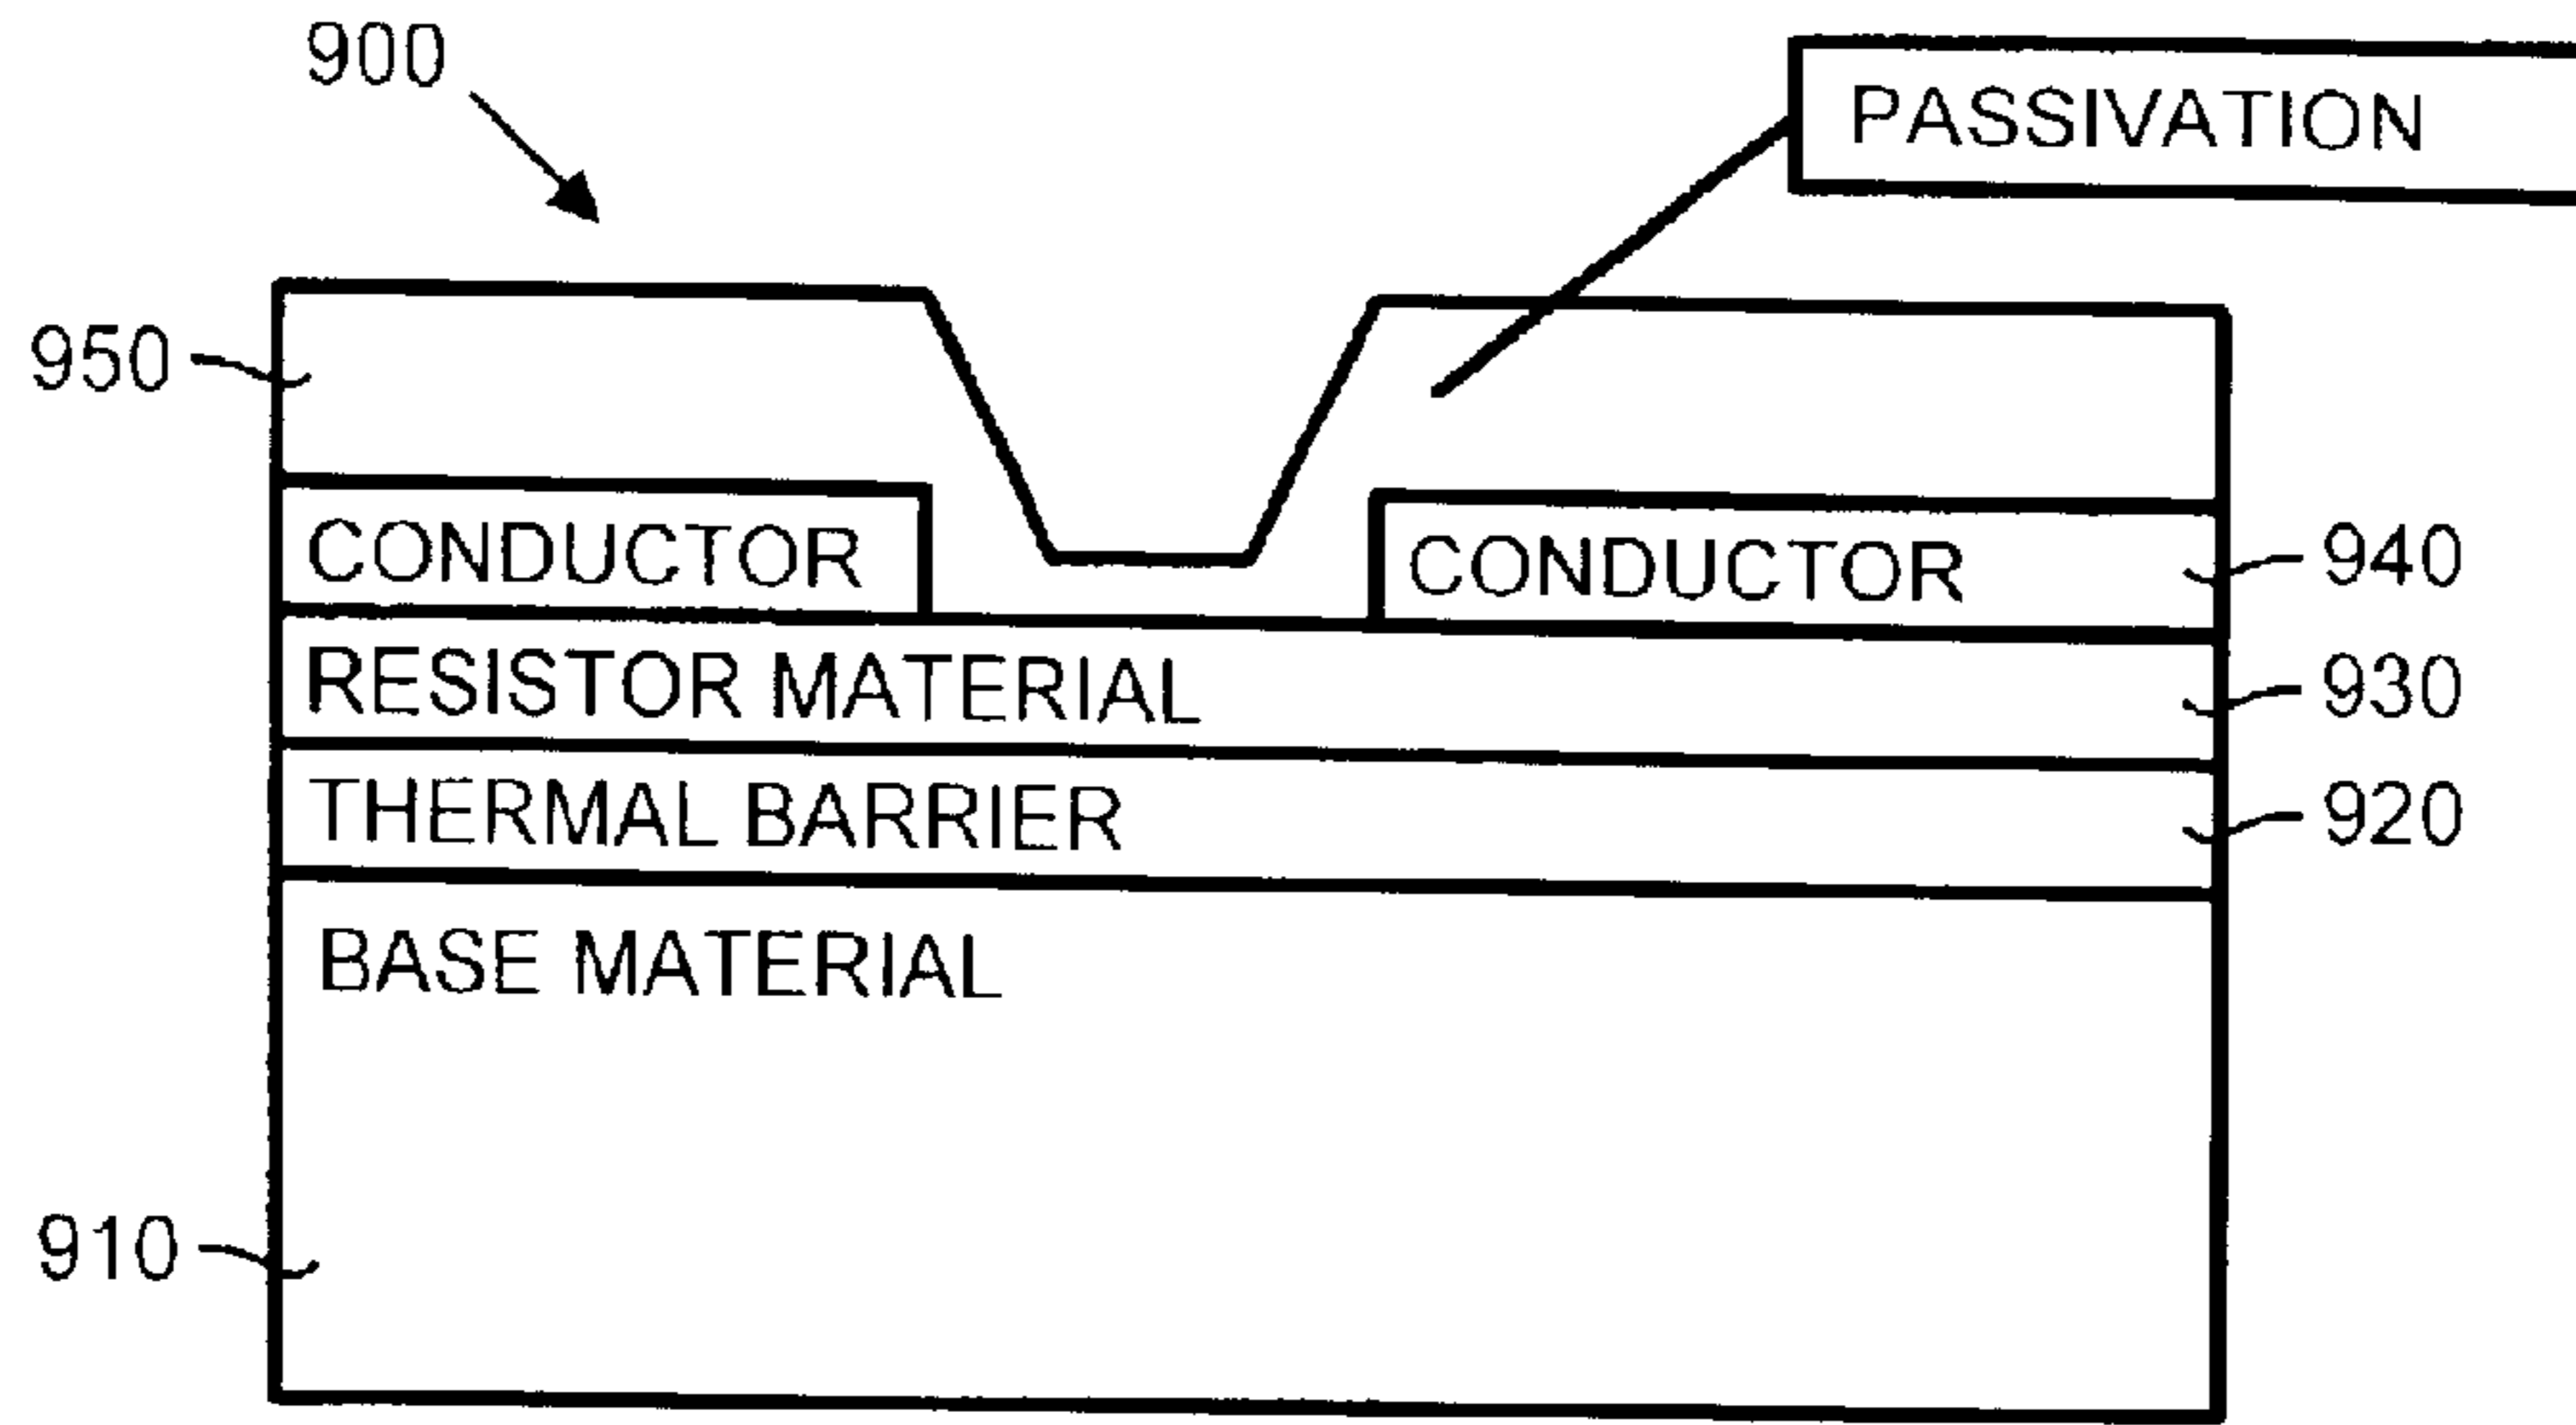 900
PASSIVATION
950
CONDUCTOR
CONDUCTOR
940
RESISTOR MATERIAL
930
THERMAL BARRIER
920
BASE MATERIAL
910